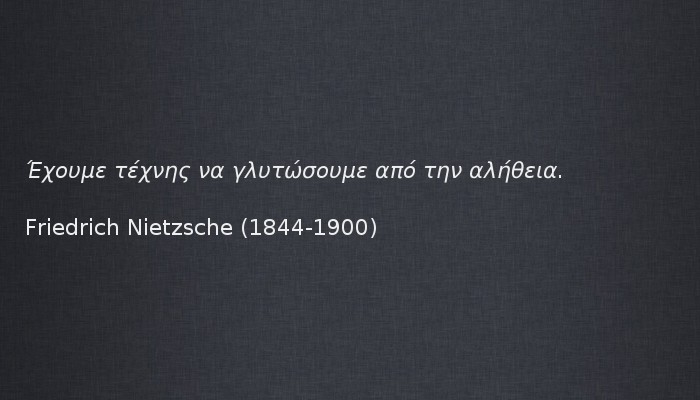 Έχουμε τέχνης να γλυτώσουμε από την αλήθεια.
Friedrich Nietzsche (1844-1900)